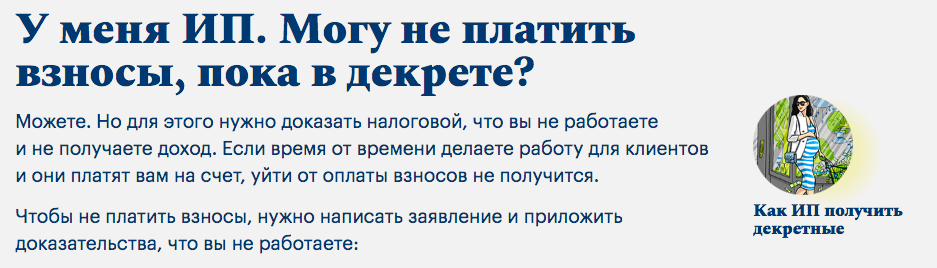 У меня ИП. Могу не платить
взносы, пока в декрете?
Можете. Но для этого нужно доказать налоговой, что вы не работаете
и не получаете доход. Если время от времени делаете работу для клиентов
и они платят вам на счет, уйти от оплаты взносов не получится.
Чтобы не платить взносы, нужно написать заявление и приложить
доказательства, что вы не работаете:
Как ИП получить
декретные